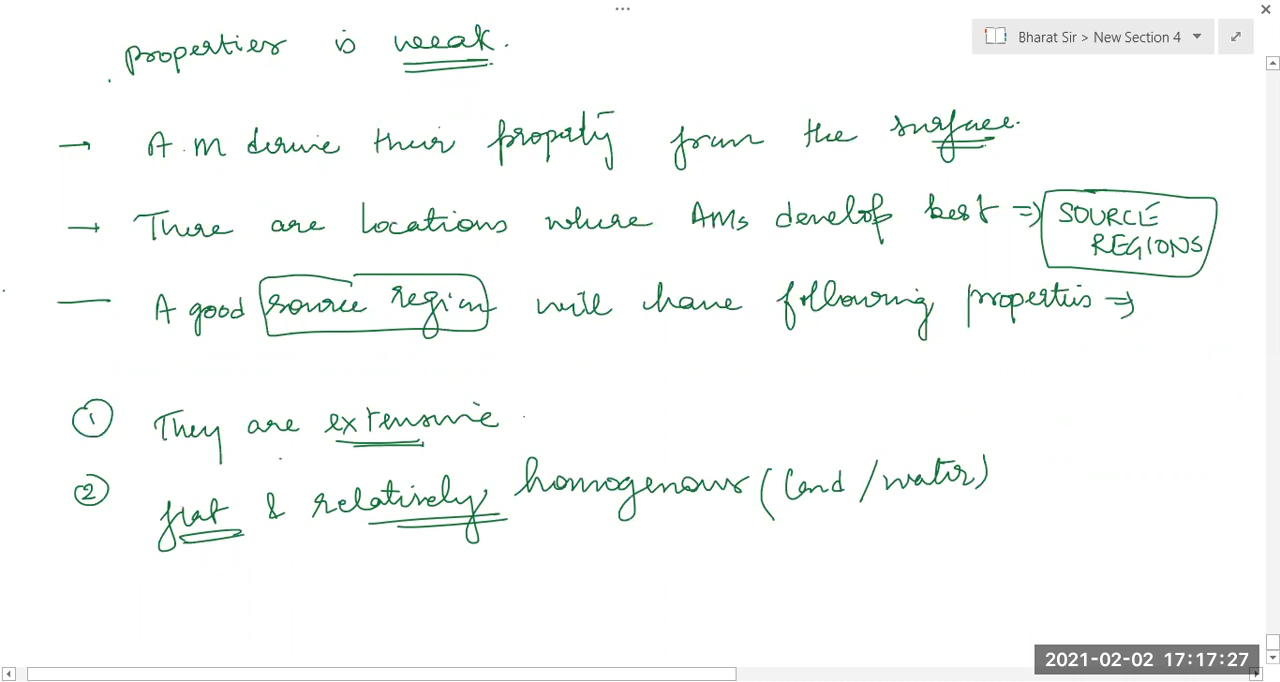 ...
Bharat Sir > New Section 4
properties is weak.
→ A.M derive their property from the surface.
→ There are locations where AMs develop best ⇒ SOURCE REGIONS
— A good source region will have following properties ⇒
① They are extensive
② flat & relatively homogenous (land / water)
2021-02-02 17:17:27